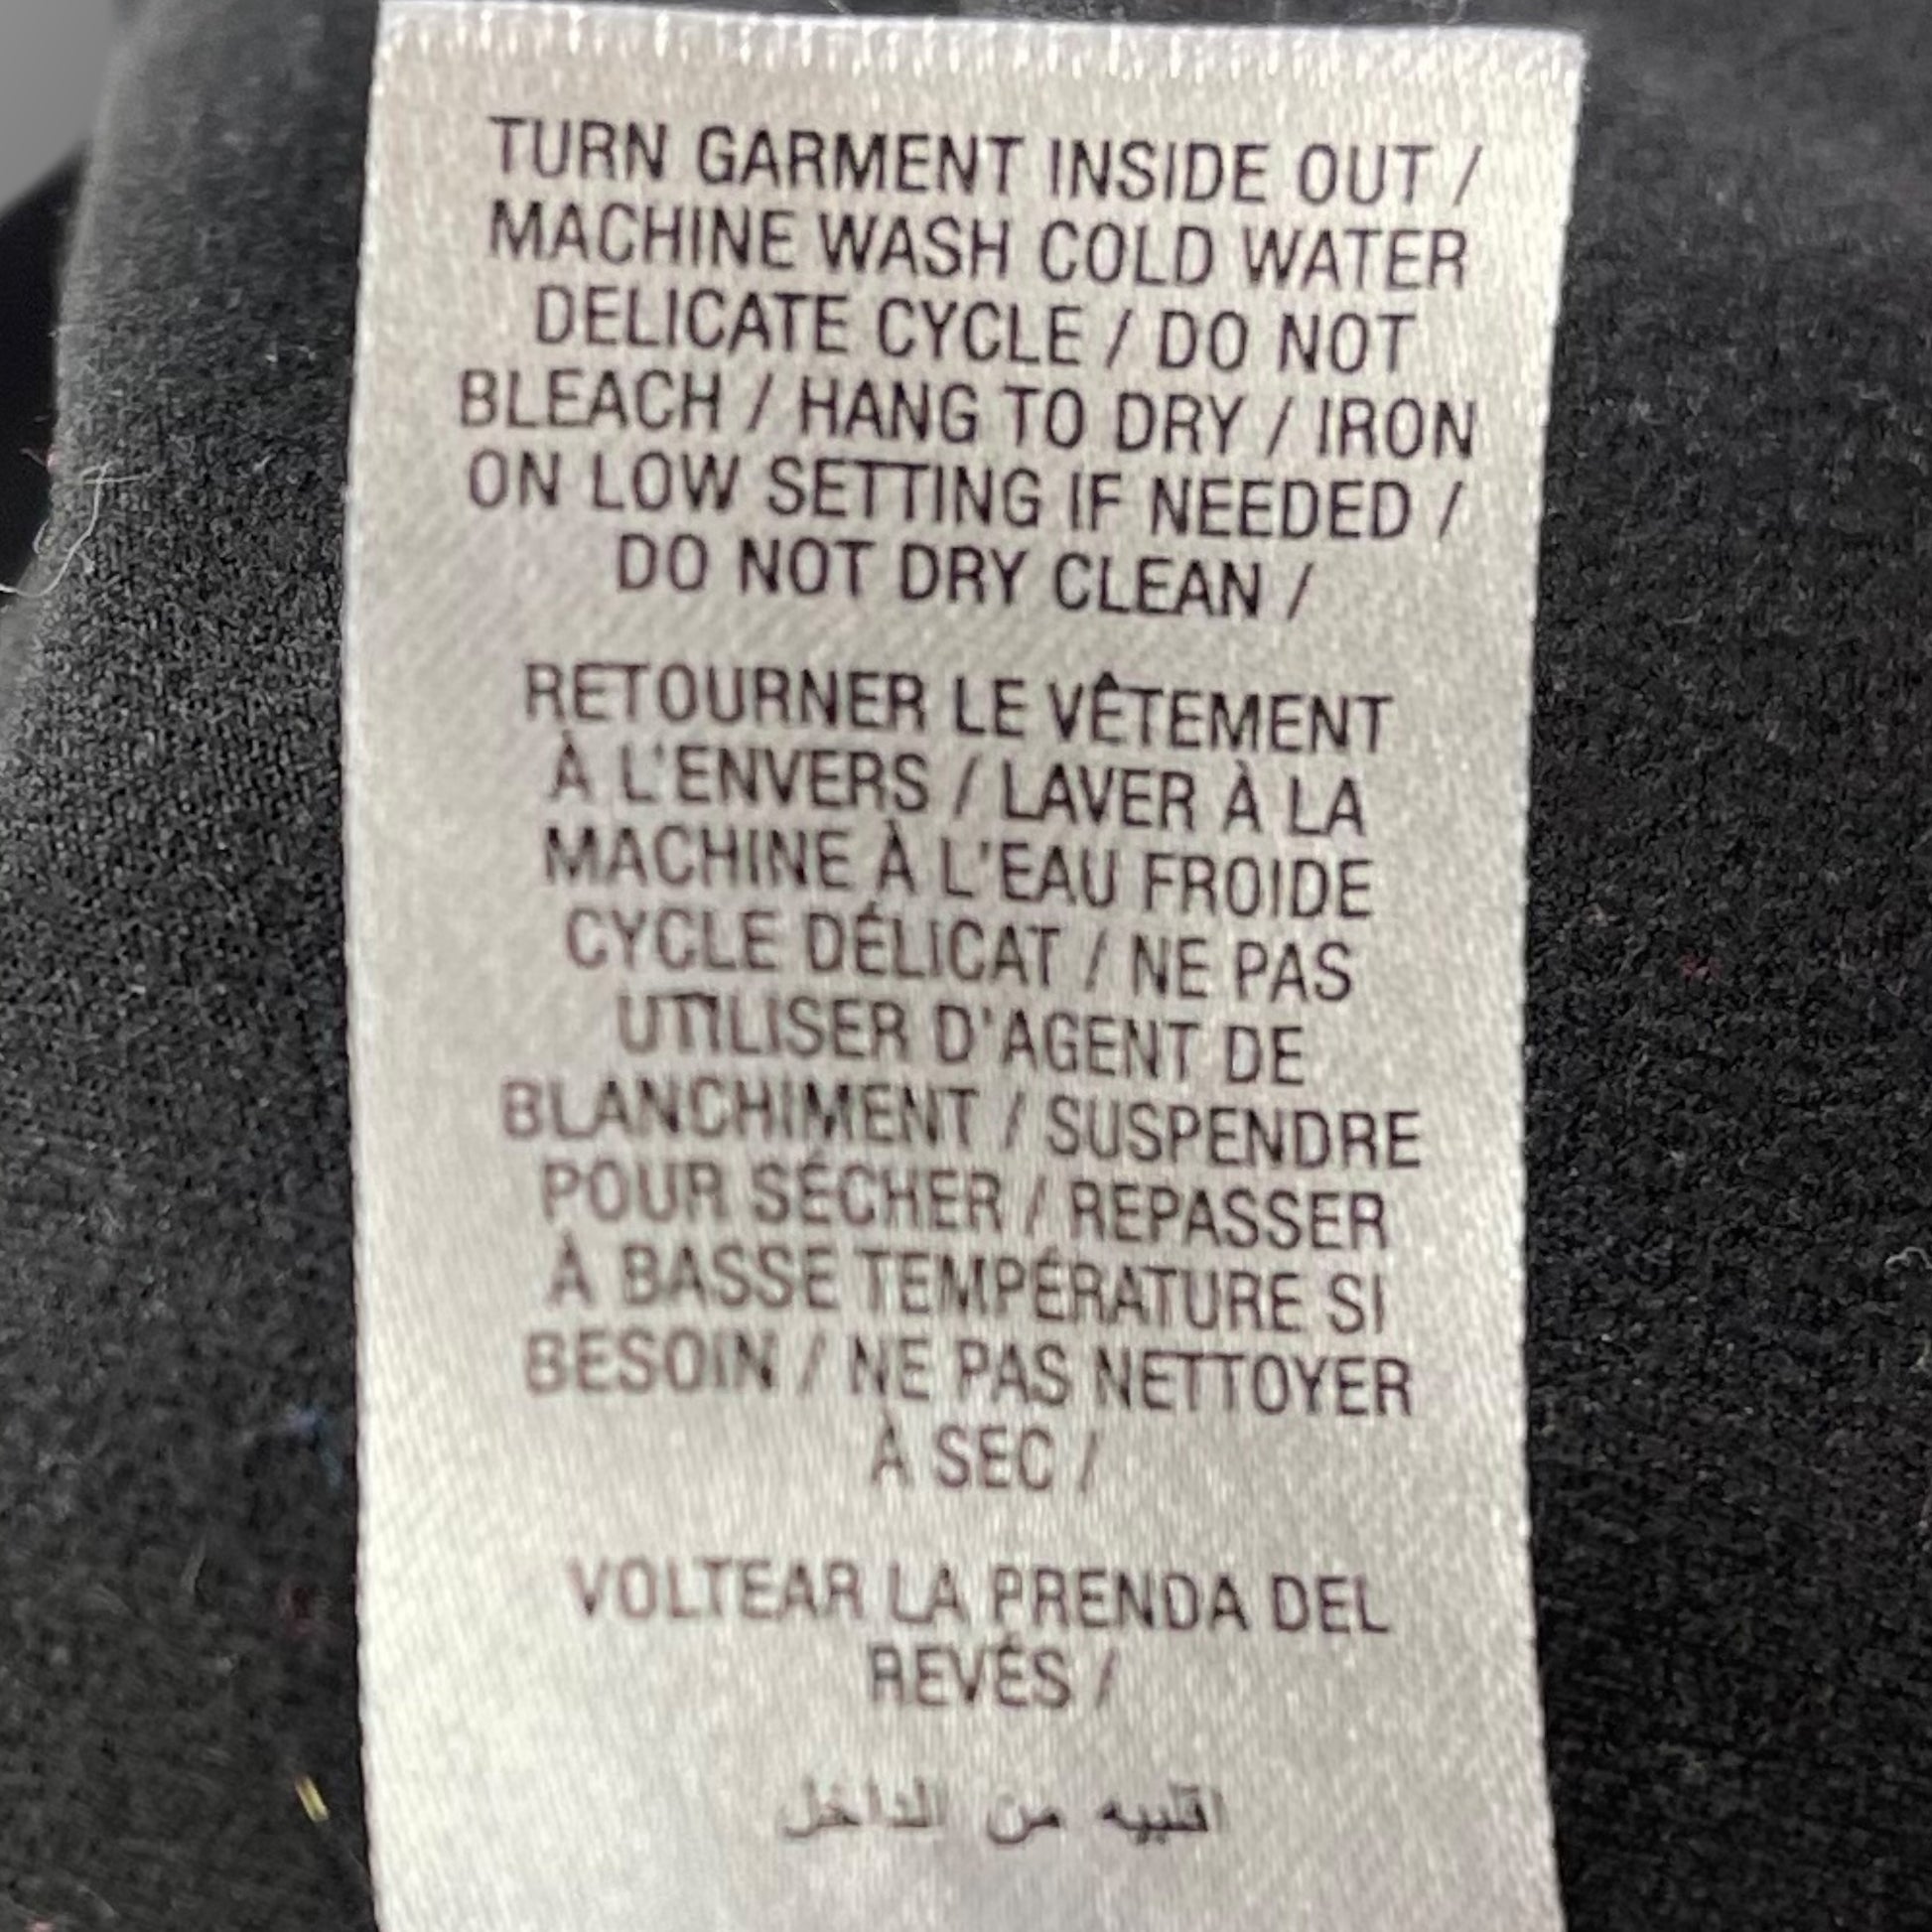 TURN GARMENT INSIDE OUT /
MACHINE WASH COLD WATER
DELICATE CYCLE / DO NOT
BLEACH / HANG TO DRY / IRON
ON LOW SETTING IF NEEDED /
DO NOT DRY CLEAN /
RETOURNER LE VÊTEMENT
À L'ENVERS / LAVER À LA
MACHINE À L'EAU FROIDE
CYCLE DÉLICAT / NE PAS
UTILISER D'AGENT DE
BLANCHIMENT / SUSPENDRE
POUR SÉCHER / REPASSER
À BASSE TEMPÉRATURE SI
BESOIN / NE PAS NETTOYER
À SEC /
VOLTEAR LA PRENDA DEL
REVÉS /
من الداخل